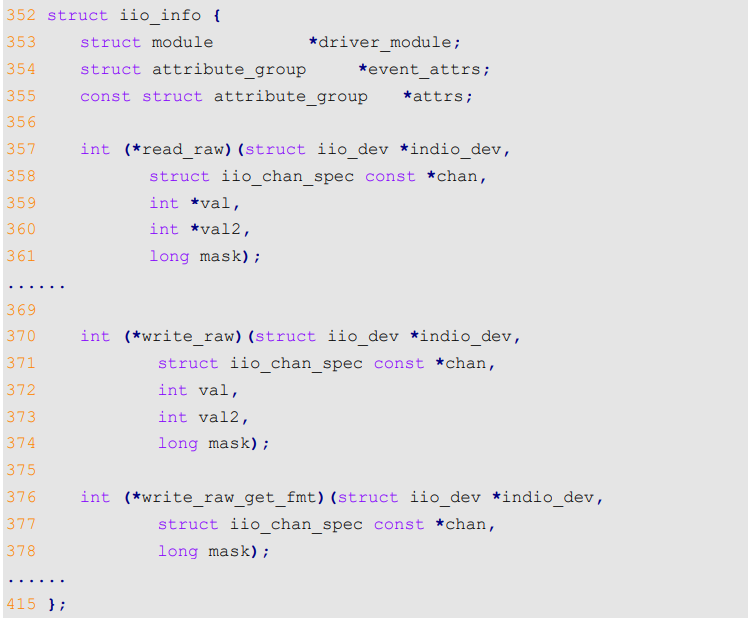 352 struct iio_info {
353     struct module          *driver_module;
354     struct attribute_group      *event_attrs;
355     const struct attribute_group   *attrs;
356
357     int (*read_raw)(struct iio_dev *indio_dev,
358             struct iio_chan_spec const *chan,
359             int *val,
360             int *val2,
361             long mask);
......
369
370     int (*write_raw)(struct iio_dev *indio_dev,
371              struct iio_chan_spec const *chan,
372              int val,
373              int val2,
374              long mask);
375
376     int (*write_raw_get_fmt)(struct iio_dev *indio_dev,
377              struct iio_chan_spec const *chan,
378              long mask);
......
415 };